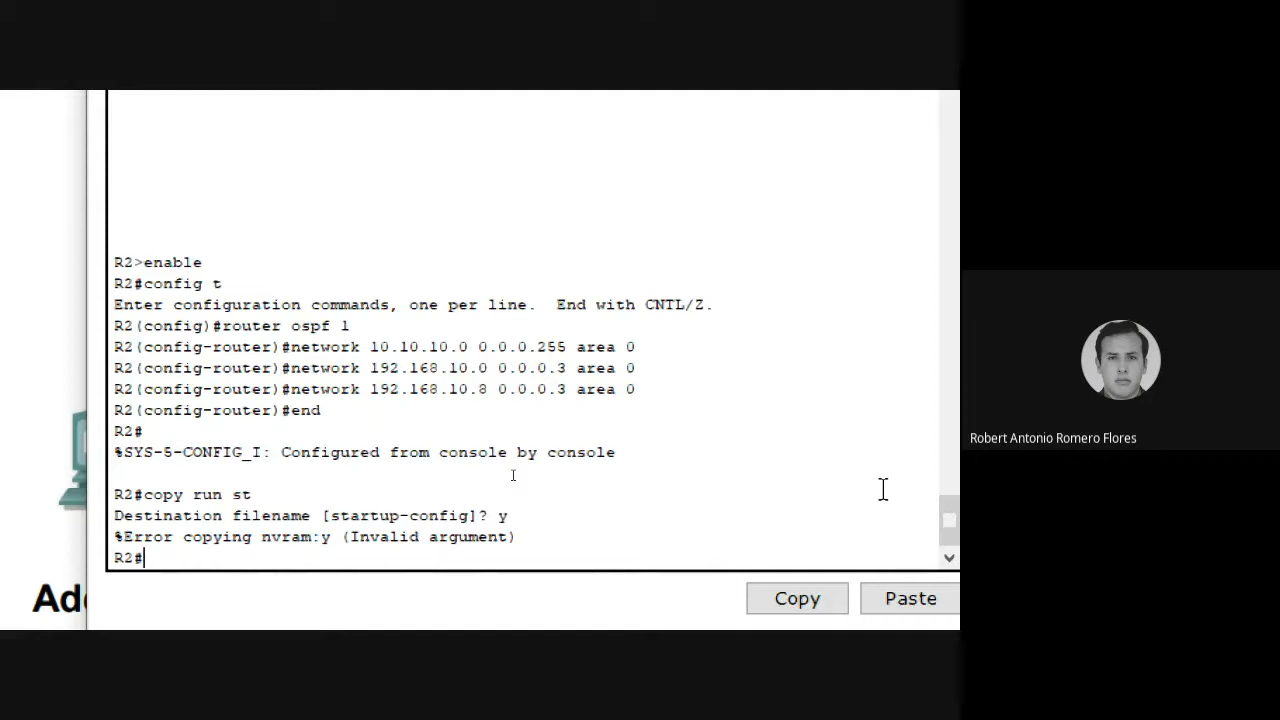 R2>enable
R2#config t
Enter configuration commands, one per line.  End with CNTL/Z.
R2(config)#router ospf 1
R2(config-router)#network 10.10.10.0 0.0.0.255 area 0
R2(config-router)#network 192.168.10.0 0.0.0.3 area 0
R2(config-router)#network 192.168.10.8 0.0.0.3 area 0
R2(config-router)#end
R2#
%SYS-5-CONFIG_I: Configured from console by console
R2#copy run st
Destination filename [startup-config]? y
%Error copying nvram:y (Invalid argument)
R2#
Copy
Paste
Robert Antonio Romero Flores